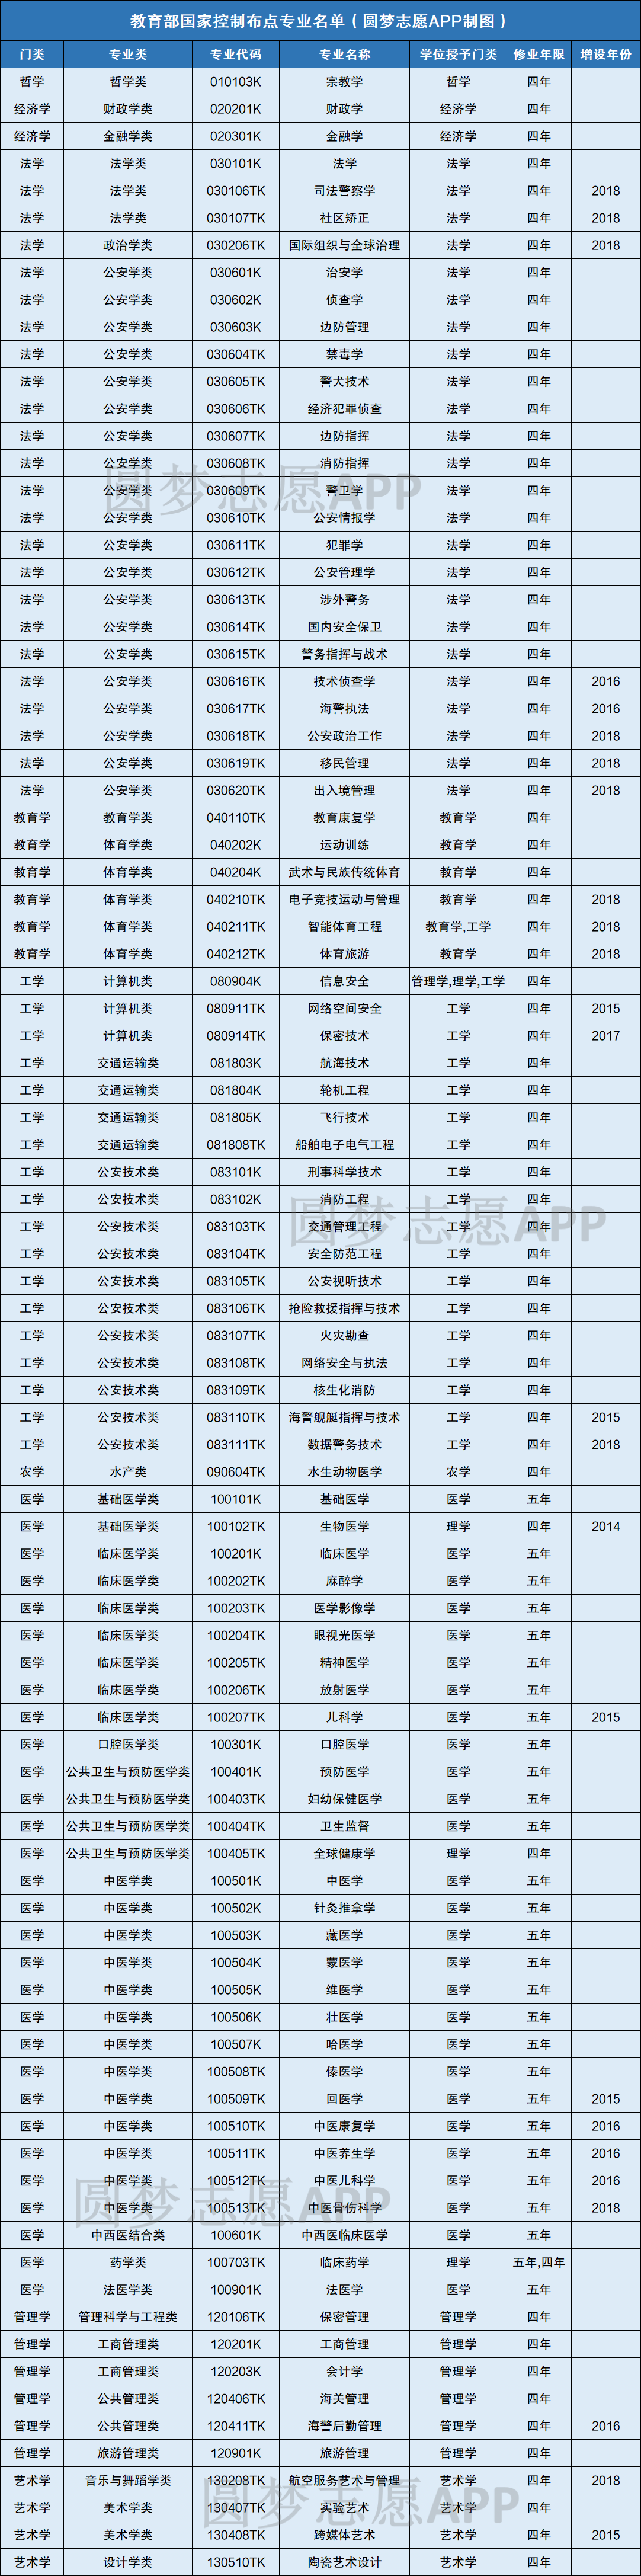 教育部国家控制布点专业名单（圆梦志愿APP制图）
门类 专业类 专业代码 专业名称 学位授予门类 修业年限 增设年份
哲学 哲学类 010103K 宗教学 哲学 四年
经济学 财政学类 020201K 财政学 经济学 四年
经济学 金融学类 020301K 金融学 经济学 四年
法学 法学类 030101K 法学 法学 四年
法学 法学类 030106TK 司法警察学 法学 四年 2018
法学 法学类 030107TK 社区矫正 法学 四年 2018
法学 政治学类 030206TK 国际组织与全球治理 法学 四年 2018
法学 公安学类 030601K 治安学 法学 四年
法学 公安学类 030602K 侦查学 法学 四年
法学 公安学类 030603K 边防管理 法学 四年
法学 公安学类 030604TK 禁毒学 法学 四年
法学 公安学类 030605TK 警犬技术 法学 四年
法学 公安学类 030606TK 经济犯罪侦查 法学 四年
法学 公安学类 030607TK 边防指挥 法学 四年
法学 公安学类 030608TK 消防指挥 法学 四年
圆梦志愿APP
法学 公安学类 030609TK 警卫学 法学 四年
法学 公安学类 030610TK 公安情报学 法学 四年
法学 公安学类 030611TK 犯罪学 法学 四年
法学 公安学类 030612TK 公安管理学 法学 四年
法学 公安学类 030613TK 涉外警务 法学 四年
法学 公安学类 030614TK 国内安全保卫 法学 四年
法学 公安学类 030615TK 警务指挥与战术 法学 四年
法学 公安学类 030616TK 技术侦查学 法学 四年 2016
法学 公安学类 030617TK 海警执法 法学 四年 2016
法学 公安学类 030618TK 公安政治工作 法学 四年 2018
法学 公安学类 030619TK 移民管理 法学 四年 2018
法学 公安学类 030620TK 出入境管理 法学 四年 2018
教育学 教育学类 040110TK 教育康复学 教育学 四年
教育学 体育学类 040202K 运动训练 教育学 四年
教育学 体育学类 040204K 武术与民族传统体育 教育学 四年
教育学 体育学类 040210TK 电子竞技运动与管理 教育学 四年 2018
教育学 体育学类 040211TK 智能体育工程 教育学,工学 四年 2018
教育学 体育学类 040212TK 体育旅游 教育学 四年 2018
工学 计算机类 080904K 信息安全 管理学,理学,工学 四年
工学 计算机类 080911TK 网络空间安全 工学 四年 2015
工学 计算机类 080914TK 保密技术 工学 四年 2017
工学 交通运输类 081803K 航海技术 工学 四年
工学 交通运输类 081804K 轮机工程 工学 四年
工学 交通运输类 081805K 飞行技术 工学 四年
工学 交通运输类 081808TK 船舶电子电气工程 工学 四年
工学 公安技术类 083101K 刑事科学技术 工学 四年
工学 公安技术类 083102K 消防工程 工学 四年
圆梦志愿APP
工学 公安技术类 083103TK 交通管理工程 工学 四年
工学 公安技术类 083104TK 安全防范工程 工学 四年
工学 公安技术类 083105TK 公安视听技术 工学 四年
工学 公安技术类 083106TK 抢险救援指挥与技术 工学 四年
工学 公安技术类 083107TK 火灾勘查 工学 四年
工学 公安技术类 083108TK 网络安全与执法 工学 四年
工学 公安技术类 083109TK 核生化消防 工学 四年
工学 公安技术类 083110TK 海警舰艇指挥与技术 工学 四年 2015
工学 公安技术类 083111TK 数据警务技术 工学 四年 2018
农学 水产类 090604TK 水生动物医学 农学 四年
医学 基础医学类 100101K 基础医学 医学 五年
医学 基础医学类 100102TK 生物医学 理学 四年 2014
医学 临床医学类 100201K 临床医学 医学 五年
医学 临床医学类 100202TK 麻醉学 医学 五年
医学 临床医学类 100203TK 医学影像学 医学 五年
医学 临床医学类 100204TK 眼视光医学 医学 五年
医学 临床医学类 100205TK 精神医学 医学 五年
医学 临床医学类 100206TK 放射医学 医学 五年
医学 临床医学类 100207TK 儿科学 医学 五年 2015
医学 口腔医学类 100301K 口腔医学 医学 五年
医学 公共卫生与预防医学类 100401K 预防医学 医学 五年
医学 公共卫生与预防医学类 100403TK 妇幼保健医学 医学 五年
医学 公共卫生与预防医学类 100404TK 卫生监督 医学 五年
医学 公共卫生与预防医学类 100405TK 全球健康学 理学 四年
医学 中医学类 100501K 中医学 医学 五年
医学 中医学类 100502K 针灸推拿学 医学 五年
医学 中医学类 100503K 藏医学 医学 五年
医学 中医学类 100504K 蒙医学 医学 五年
医学 中医学类 100505K 维医学 医学 五年
医学 中医学类 100506K 壮医学 医学 五年
医学 中医学类 100507K 哈医学 医学 五年
医学 中医学类 100508TK 傣医学 医学 五年
医学 中医学类 100509TK 回医学 医学 五年 2015
医学 中医学类 100510TK 中医康复学 医学 五年 2016
医学 中医学类 100511TK 中医养生学 医学 五年 2016
医学 中医学类 100512TK 中医儿科学 医学 五年 2016
圆梦志愿APP
医学 中医学类 100513TK 中医骨伤科学 医学 五年 2018
医学 中西医结合类 100601K 中西医临床医学 医学 五年
医学 药学类 100703TK 临床药学 理学 五年,四年
医学 法医学类 100901K 法医学 医学 五年
管理学 管理科学与工程类 120106TK 保密管理 管理学 四年
管理学 工商管理类 120201K 工商管理 管理学 四年
管理学 工商管理类 120203K 会计学 管理学 四年
管理学 公共管理类 120406TK 海关管理 管理学 四年
管理学 公共管理类 120411TK 海警后勤管理 管理学 四年 2016
管理学 旅游管理类 120901K 旅游管理 管理学 四年
艺术学 音乐与舞蹈学类 130208TK 航空服务艺术与管理 艺术学 四年 2018
圆梦志愿APP
艺术学 美术学类 130407TK 实验艺术 艺术学 四年
艺术学 美术学类 130408TK 跨媒体艺术 艺术学 四年 2015
艺术学 设计学类 130510TK 陶瓷艺术设计 艺术学 四年